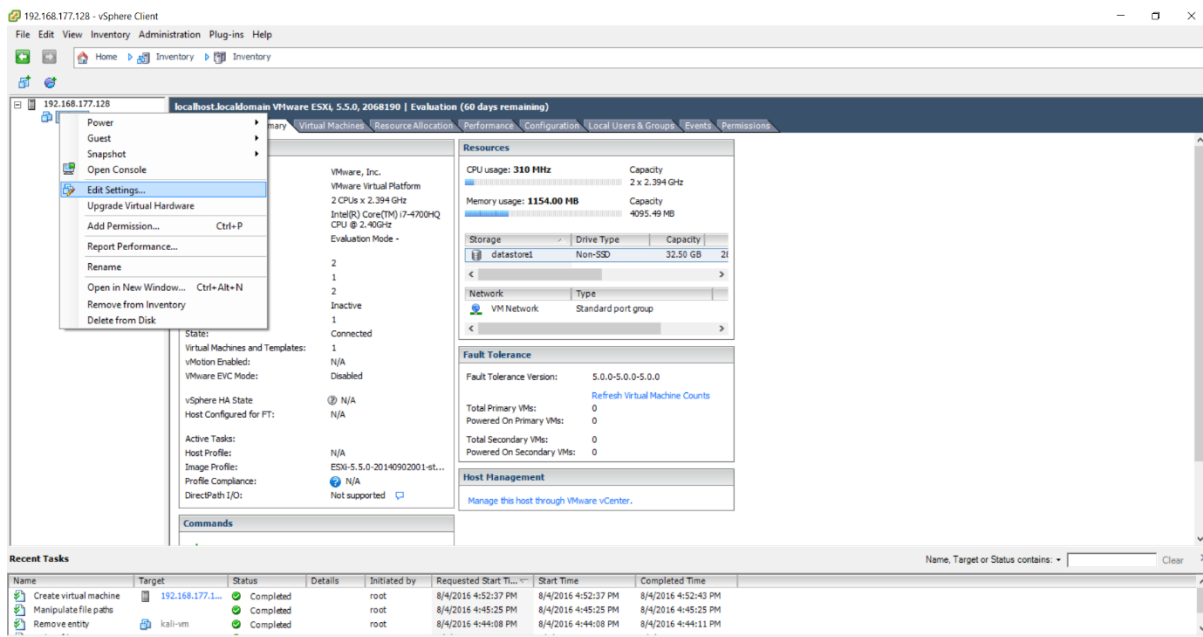 192.168.177.128 - vSphere Client
File Edit View Inventory Administration Plug-ins Help
Home Inventory Inventory
192.168.177.128
localhost.localdomain VMware ESXi, 5.5.0, 2068190 | Evaluation (60 days remaining)
Virtual Machines Resource Allocation Performance Configuration Local Users & Groups Events Permissions
Power
Guest
Snapshot
Open Console
Edit Settings...
Upgrade Virtual Hardware
Add Permission... Ctrl+P
Report Performance...
Rename
Open in New Window... Ctrl+Alt+N
Remove from Inventory
Delete from Disk
VMware, Inc.
VMware Virtual Platform
2 CPUs x 2.394 GHz
Intel(R) Core(TM) i7-4700HQ
CPU @ 2.40GHz
Evaluation Mode -
2
1
2
Inactive
1
State: Connected
Virtual Machines and Templates: 1
vMotion Enabled: N/A
VMware EVC Mode: Disabled
vSphere HA State N/A
Host Configured for FT: N/A
Active Tasks:
Host Profile: N/A
Image Profile: ESXi-5.5.0-20140902001-st...
Profile Compliance: N/A
DirectPath I/O: Not supported
Commands
Resources
CPU usage: 310 MHz Capacity
2 x 2.394 GHz
Memory usage: 1154.00 MB Capacity
4095.49 MB
Storage Drive Type Capacity
datastore1 Non-SSD 32.50 GB
Network Type
VM Network Standard port group
Fault Tolerance
Fault Tolerance Version: 5.0.0-5.0.0-5.0.0
Refresh Virtual Machine Counts
Total Primary VMs: 0
Powered On Primary VMs: 0
Total Secondary VMs: 0
Powered On Secondary VMs: 0
Host Management
Manage this host through VMware vCenter.
Recent Tasks
Name, Target or Status contains: Clear
Name Target Status Details Initiated by Requested Start Ti... Start Time Completed Time
Create virtual machine 192.168.177.1... Completed root 8/4/2016 4:52:37 PM 8/4/2016 4:52:37 PM 8/4/2016 4:52:43 PM
Manipulate file paths Completed root 8/4/2016 4:45:25 PM 8/4/2016 4:45:25 PM 8/4/2016 4:45:25 PM
Remove entity kali-vm Completed root 8/4/2016 4:44:08 PM 8/4/2016 4:44:08 PM 8/4/2016 4:44:11 PM